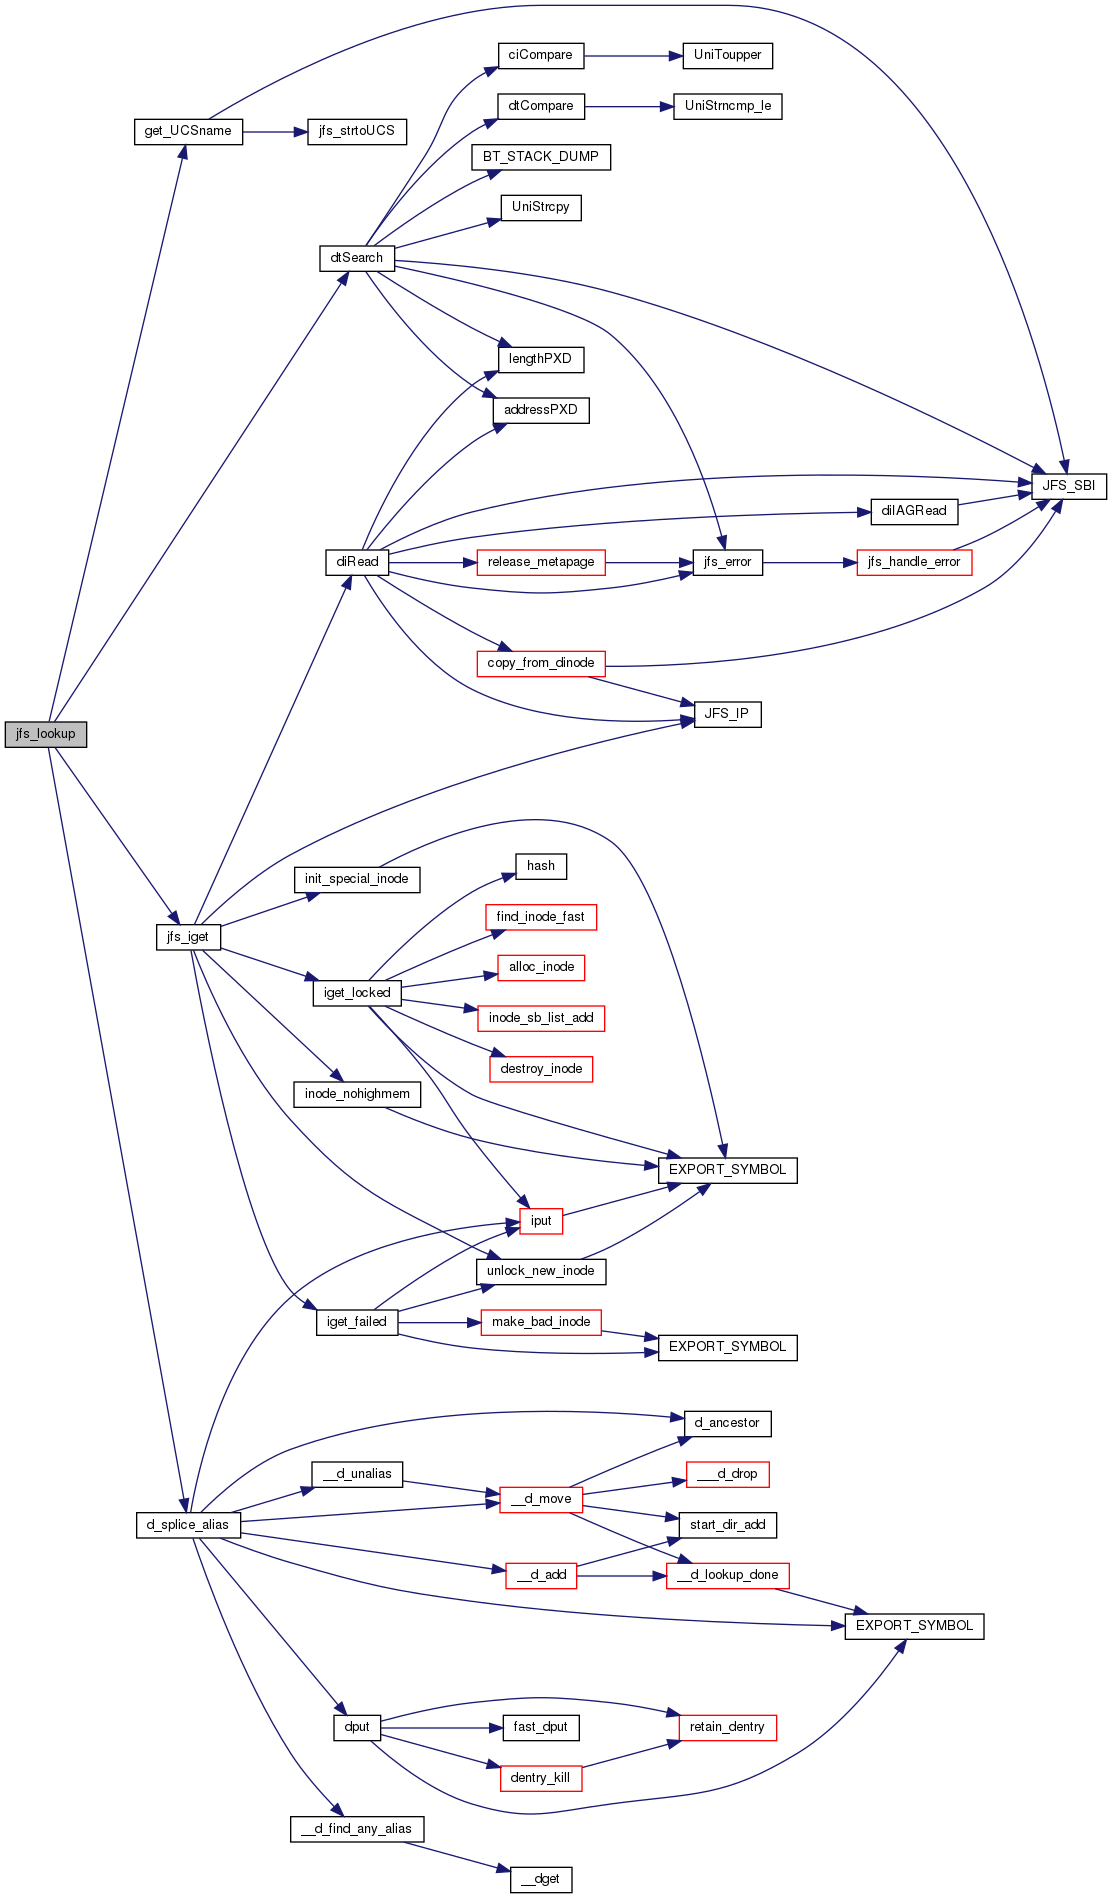 ciCompare
UniToupper
dtCompare
UniStrncmp_le
get_UCSname
jfs_strtoUCS
BT_STACK_DUMP
UniStrcpy
dtSearch
lengthPXD
addressPXD
JFS_SBI
diIAGRead
diRead
release_metapage
jfs_error
jfs_handle_error
copy_from_dinode
JFS_IP
jfs_lookup
hash
init_special_inode
find_inode_fast
jfs_iget
alloc_inode
iget_locked
inode_sb_list_add
destroy_inode
inode_nohighmem
EXPORT_SYMBOL
iput
unlock_new_inode
iget_failed
make_bad_inode
EXPORT_SYMBOL
d_ancestor
__d_unalias
___d_drop
__d_move
d_splice_alias
start_dir_add
__d_add
__d_lookup_done
EXPORT_SYMBOL
dput
fast_dput
retain_dentry
dentry_kill
__d_find_any_alias
__dget